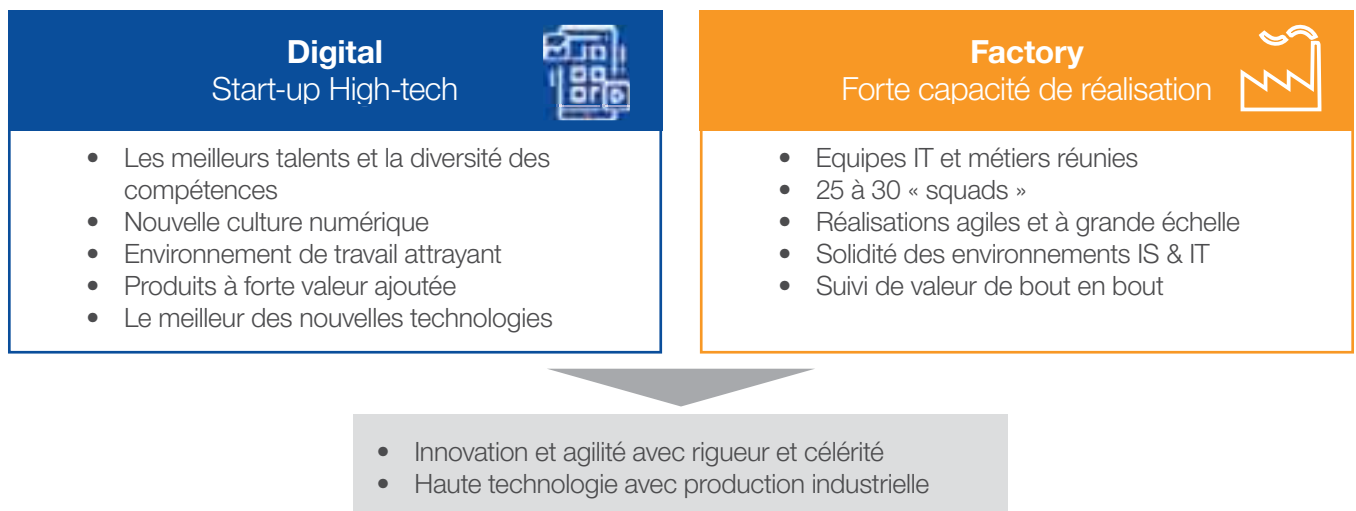 Digital
Start-up High-tech
• Les meilleurs talents et la diversité des
compétences
• Nouvelle culture numérique
• Environnement de travail attrayant
• Produits à forte valeur ajoutée
• Le meilleur des nouvelles technologies
Factory
Forte capacité de réalisation
• Equipes IT et métiers réunies
• 25 à 30 « squads »
• Réalisations agiles et à grande échelle
• Solidité des environnements IS & IT
• Suivi de valeur de bout en bout
• Innovation et agilité avec rigueur et célérité
• Haute technologie avec production industrielle